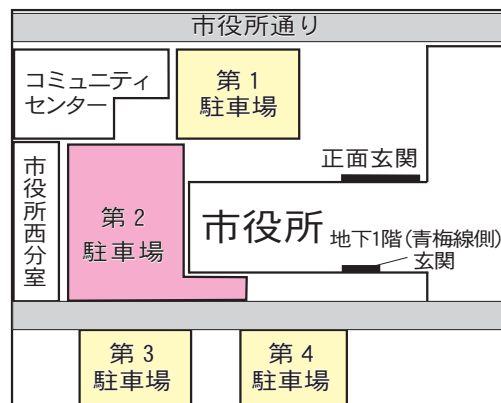 市役所通り
コミュニティ
センター
第1
駐車場
正面玄関
市役所西分室
第2
駐車場
市役所
地下1階(青梅線側)
玄関
第3
駐車場
第4
駐車場